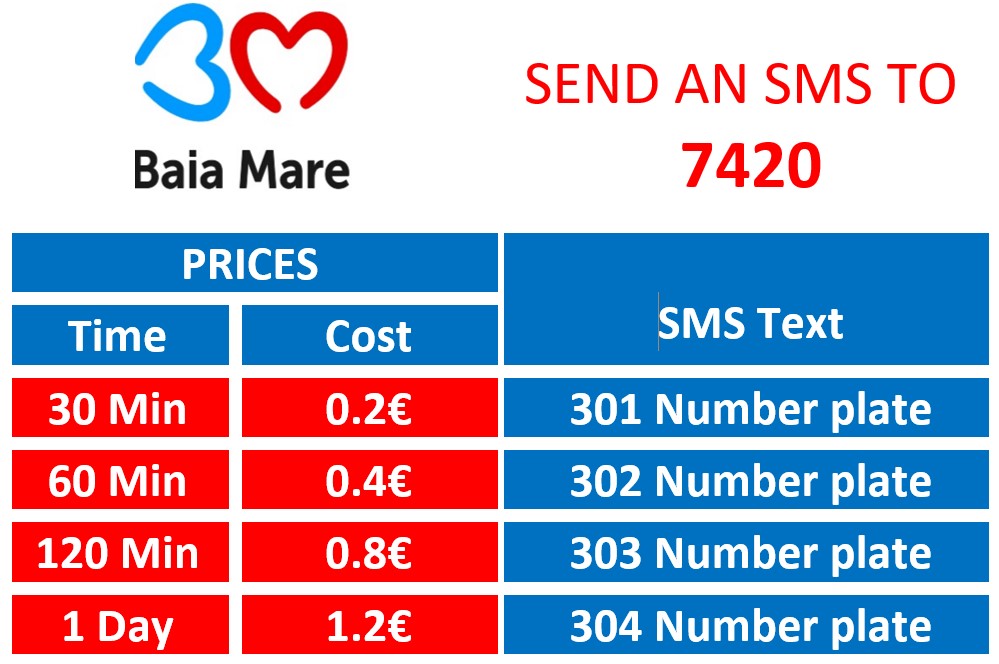 Baia Mare
SEND AN SMS TO
7420
PRICES
SMS Text
Time Cost
30 Min 0.2€ 301 Number plate
60 Min 0.4€ 302 Number plate
120 Min 0.8€ 303 Number plate
1 Day 1.2€ 304 Number plate